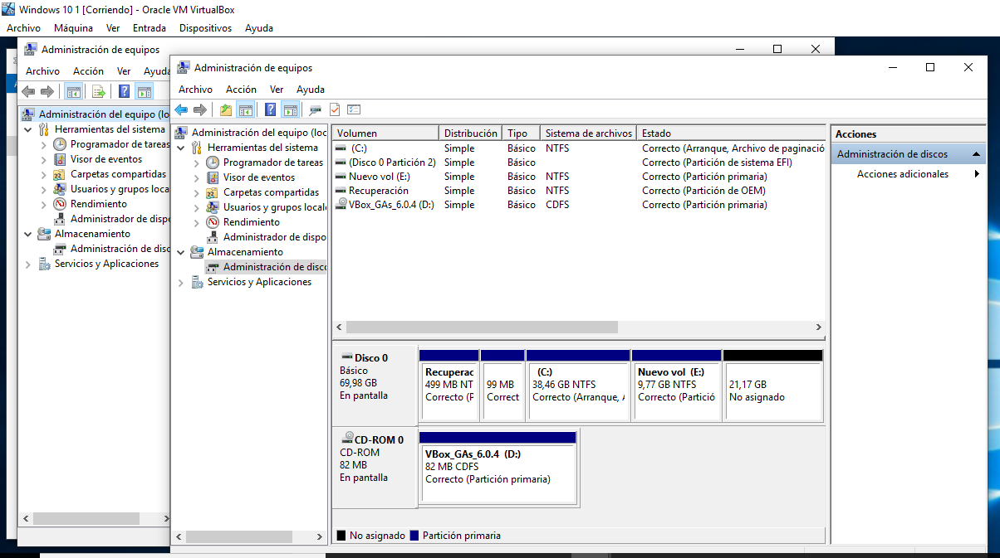 Windows 10 1 [Corriendo] - Oracle VM VirtualBox
Archivo Máquina Ver Entrada Dispositivos Ayuda
Administración de equipos
Archivo Acción Ver Ayuda
Administración del equipo (lo
Herramientas del sistema
Programador de tareas
Visor de eventos
Carpetas compartidas
Usuarios y grupos loca
Rendimiento
Administrador de dispo
Almacenamiento
Administración de disc
Servicios y Aplicaciones
Administración de equipos
Archivo Acción Ver Ayuda
Administración del equipo (loc
Herramientas del sistema
Programador de tareas
Visor de eventos
Carpetas compartidas
Usuarios y grupos locale
Rendimiento
Administrador de dispo
Almacenamiento
Administración de disco
Servicios y Aplicaciones
Volumen Distribución Tipo Sistema de archivos Estado
(C:) Simple Básico NTFS Correcto (Arranque, Archivo de paginació
(Disco 0 Partición 2) Simple Básico Correcto (Partición de sistema EFI)
Nuevo vol (E:) Simple Básico NTFS Correcto (Partición primaria)
Recuperación Simple Básico NTFS Correcto (Partición de OEM)
VBox_GAs_6.0.4 (D:) Simple Básico CDFS Correcto (Partición primaria)
Disco 0
Básico
69,98 GB
En pantalla
Recuperac
499 MB NT
Correcto (P
99 MB
Correct
(C:)
38,46 GB NTFS
Correcto (Arranque, A
Nuevo vol (E:)
9,77 GB NTFS
Correcto (Partició
21,17 GB
No asignado
CD-ROM 0
CD-ROM
82 MB
En pantalla
VBox_GAs_6.0.4 (D:)
82 MB CDFS
Correcto (Partición primaria)
No asignado Partición primaria
Acciones
Administración de discos
Acciones adicionales